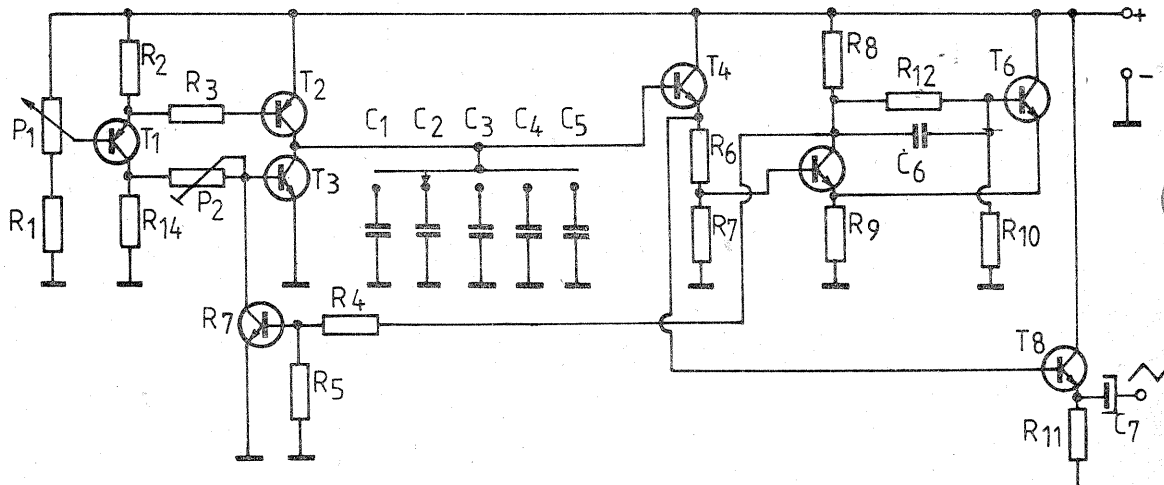 +
R8
R2
T2
T4
T6
R3
R12
-
P1
T1
C1 C2 C3 C4 C5
R6
C6
T3
P2
R1
R14
R7
R9
R10
R7
R4
T8
R5
R11
C7